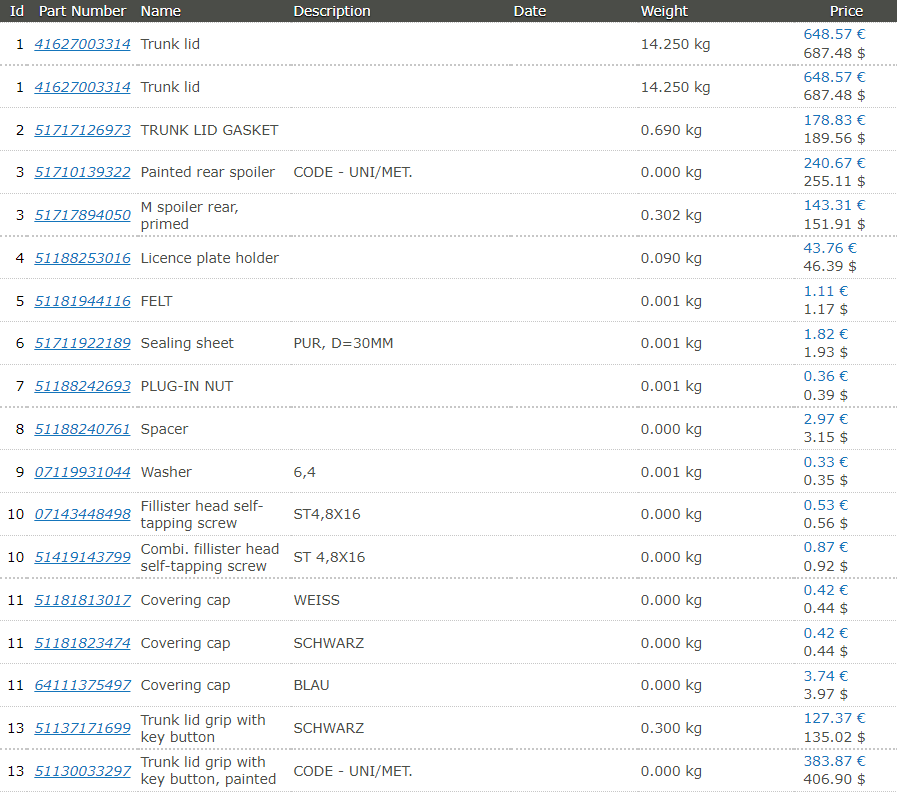 Id Part Number Name Description Date Weight Price
1 41627003314 Trunk lid 14.250 kg 648.57 €
687.48 $
1 41627003314 Trunk lid 14.250 kg 648.57 €
687.48 $
2 51717126973 TRUNK LID GASKET 0.690 kg 178.83 €
189.56 $
3 51710139322 Painted rear spoiler CODE - UNI/MET. 0.000 kg 240.67 €
255.11 $
3 51717894050 M spoiler rear, 0.302 kg 143.31 €
primed 151.91 $
4 51188253016 Licence plate holder 0.090 kg 43.76 €
46.39 $
5 51181944116 FELT 0.001 kg 1.11 €
1.17 $
6 51711922189 Sealing sheet PUR, D=30MM 0.001 kg 1.82 €
1.93 $
7 51188242693 PLUG-IN NUT 0.001 kg 0.36 €
0.39 $
8 51188240761 Spacer 0.000 kg 2.97 €
3.15 $
9 07119931044 Washer 6,4 0.001 kg 0.33 €
0.35 $
10 07143448498 Fillister head self- ST4,8X16 0.000 kg 0.53 €
tapping screw 0.56 $
10 51419143799 Combi. fillister head ST 4,8X16 0.000 kg 0.87 €
self-tapping screw 0.92 $
11 51181813017 Covering cap WEISS 0.000 kg 0.42 €
0.44 $
11 51181823474 Covering cap SCHWARZ 0.000 kg 0.42 €
0.44 $
11 64111375497 Covering cap BLAU 0.000 kg 3.74 €
3.97 $
13 51137171699 Trunk lid grip with SCHWARZ 0.300 kg 127.37 €
key button 135.02 $
13 51130033297 Trunk lid grip with CODE - UNI/MET. 0.000 kg 383.87 €
key button, painted 406.90 $